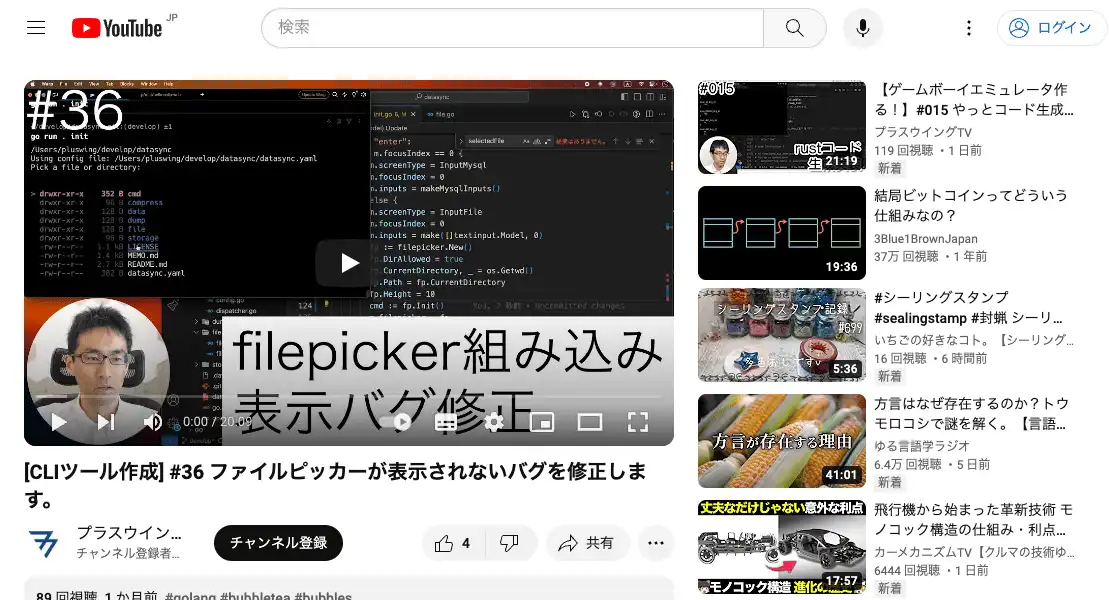 YouTube JP
検索
ログイン
#36
go run . init
/Users/pluswing/develop/datasync
Using config file: /Users/pluswing/develop/datasync/datasync.yaml
Pick a file or directory:
> drwxr-xr-x 352 B cmd
drwxr-xr-x 96 B compress
drwxr-xr-x 128 B data
drwxr-xr-x 128 B dump
drwxr-xr-x 128 B file
drwxr-xr-x 96 B storage
-rw-r--r-- 1.1 kB LICENSE
-rw-r--r-- 1.4 kB MEMO.md
-rw-r--r-- 2.7 kB README.md
-rw-r--r-- 302 B datasync.yaml
datasync
file.go
selectedFile
結果はありません。
"enter":
m.focusIndex == 0 {
m.screenType = InputMysql
m.focusIndex = 0
m.inputs = makeMysqlInputs()
else {
m.screenType = InputFile
m.focusIndex = 0
m.inputs = make([]textinput.Model, 0)
:= filepicker.New()
fp.DirAllowed = true
.CurrentDirectory, _ = os.Getwd()
.Path = fp.CurrentDirectory
fp.Height = 10
cmd := fp.Init()
124
dispatcher.go
filepicker組み込み
表示バグ修正
0:00 / 20:09
[CLIツール作成] #36 ファイルピッカーが表示されないバグを修正しま
す。
プラスウイン...
チャンネル登録者...
チャンネル登録
4
共有
89 回視聴 1 か月前 #golang #bubbletea #bubbles
#015
rustコード
生
21:19
【ゲームボーイエミュレータ作
る！】#015 やっとコード生成...
プラスウイングTV
119 回視聴 • 1 日前
新着
19:36
結局ビットコインってどういう
仕組みなの？
3Blue1BrownJapan
37万 回視聴 • 1 年前
シーリングスタンプ記録
#699
5:36
#シーリングスタンプ
#sealingstamp #封蝋 シーリ...
いちごの好きなコト。【シーリング...
16 回視聴 • 6 時間前
新着
方言が存在する理由
41:01
方言はなぜ存在するのか？トウ
モロコシで謎を解く。【言語...
ゆる言語学ラジオ
6.4万 回視聴 • 5 日前
新着
丈夫なだけじゃない意外な利点
モノコック構造 進化の歴史
17:57
飛行機から始まった革新技術 モ
ノコック構造の仕組み・利点...
カーメカニズムTV【クルマの技術ゆ...
6444 回視聴 • 1 日前
新着